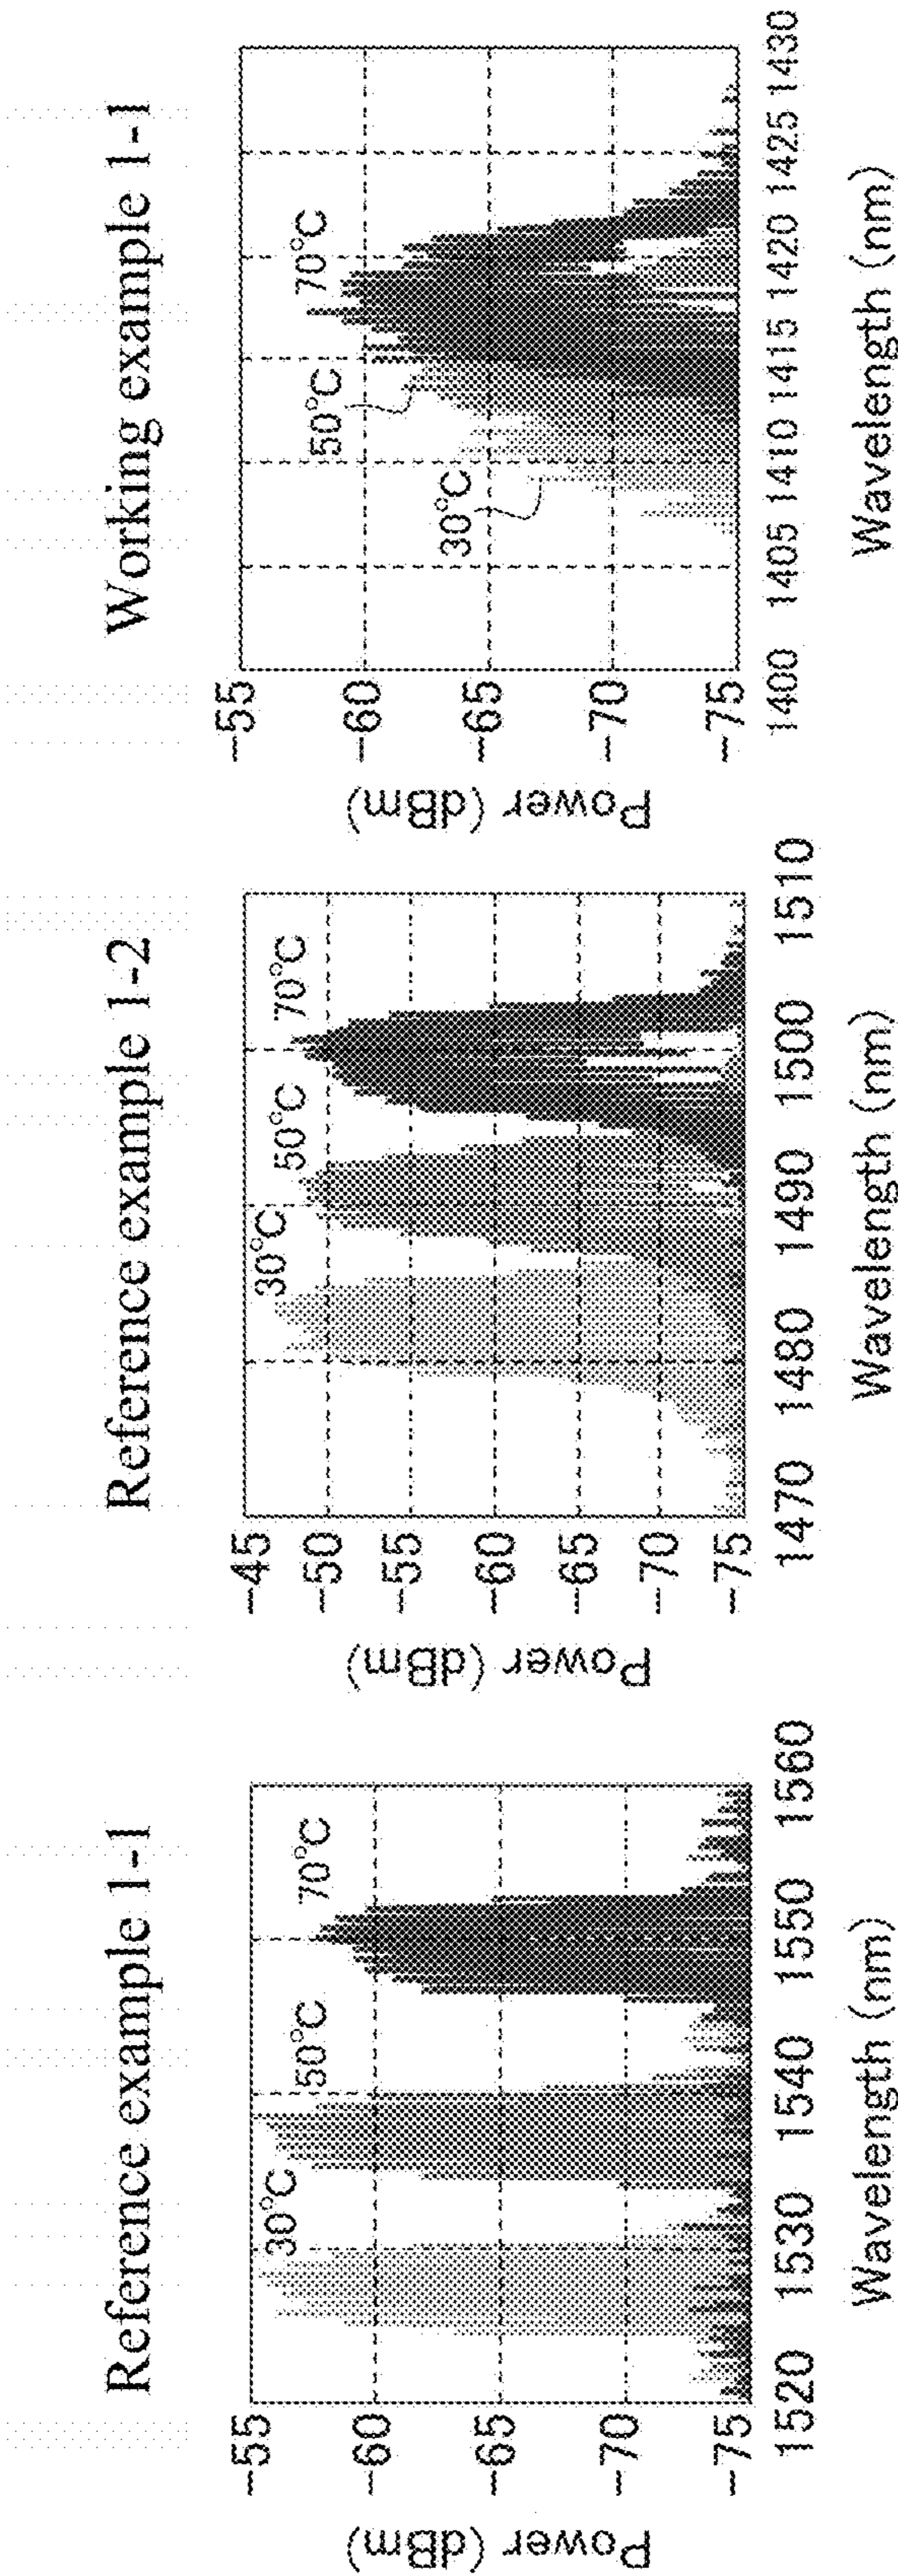 Reference example 1-1
Power (dBm)
-55
-60
-65
-70
-75
30°C
50°C
70°C
1520 1530 1540 1550 1560
Wavelength (nm)
Reference example 1-2
Power (dBm)
-45
-50
-55
-60
-65
-70
-75
30°C
50°C
70°C
1470 1480 1490 1500 1510
Wavelength (nm)
Working example 1-1
Power (dBm)
-55
-60
-65
-70
-75
30°C
50°C
70°C
1400 1405 1410 1415 1420 1425 1430
Wavelength (nm)